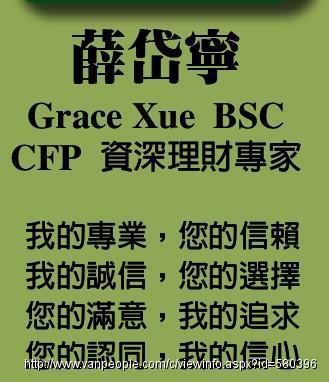 薛岱寧
Grace Xue BSC
CFP 資深理財專家
我的專業，您的信賴
我的誠信，您的選擇
您的滿意，我的追求
您的認同，我的信心
http://www.vanpeople.com/c/viewinfo.aspx?id=580396